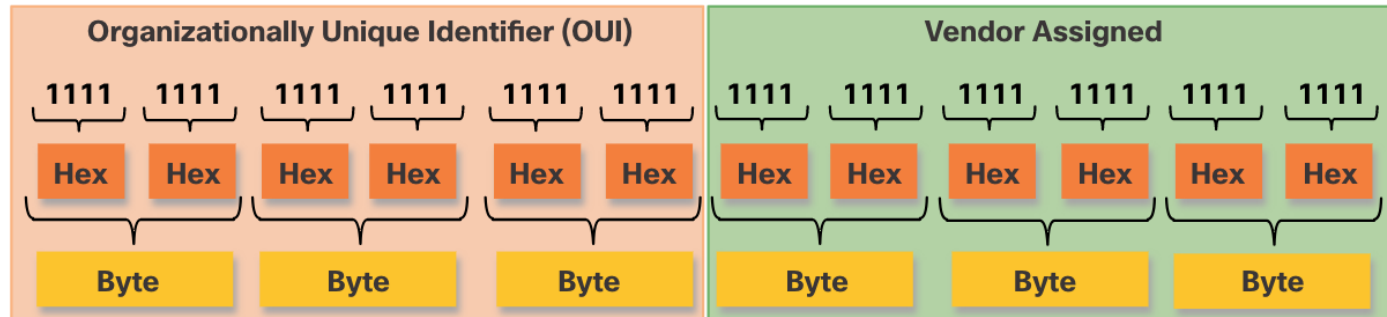 Organizationally Unique Identifier (OUI) Vendor Assigned
1111 1111 1111 1111 1111 1111 1111 1111 1111 1111 1111 1111
Hex Hex Hex Hex Hex Hex Hex Hex Hex Hex Hex Hex
Byte Byte Byte Byte Byte Byte